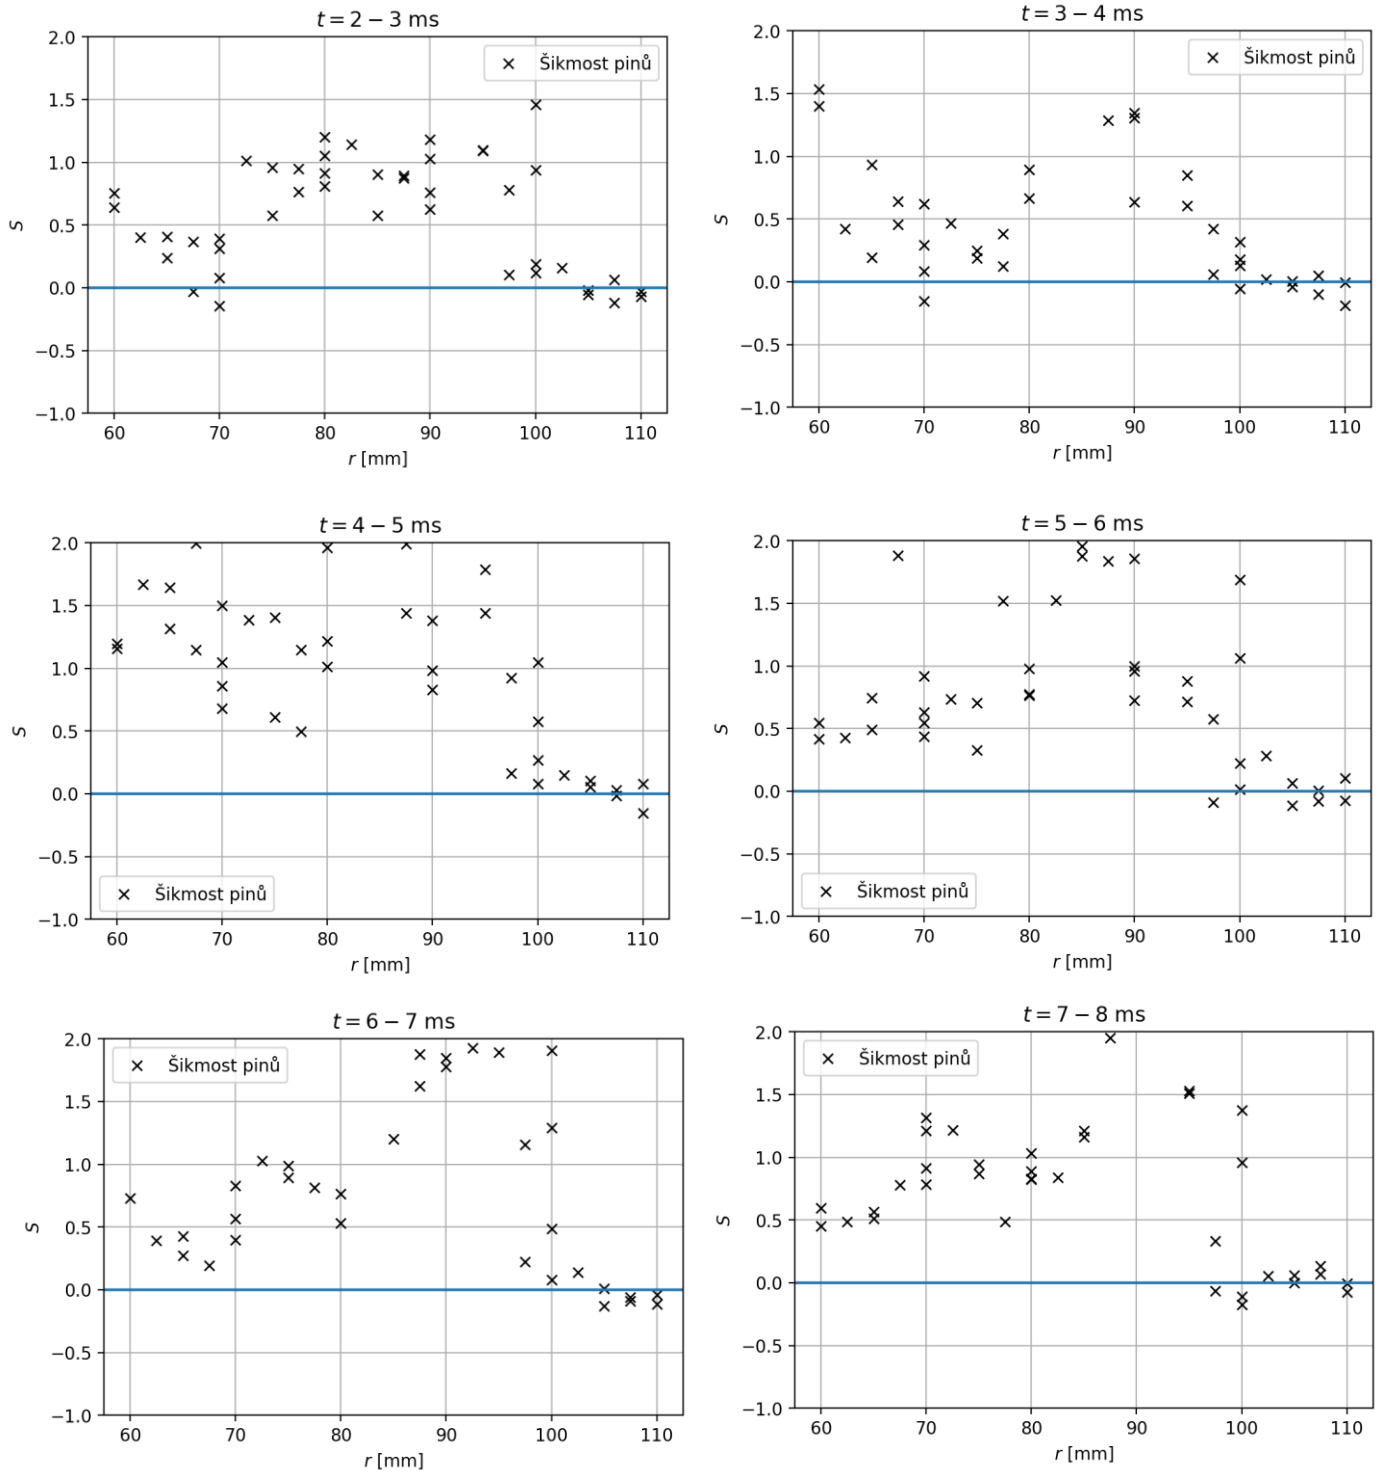 t = 2 − 3 ms
2.0
1.5
1.0
0.5
0.0
−0.5
−1.0
S
× Šikmost pinů
60 70 80 90 100 110
r [mm]
t = 3 − 4 ms
2.0
1.5
1.0
0.5
0.0
−0.5
−1.0
S
× Šikmost pinů
60 70 80 90 100 110
r [mm]
t = 4 − 5 ms
2.0
1.5
1.0
0.5
0.0
−0.5
−1.0
S
× Šikmost pinů
60 70 80 90 100 110
r [mm]
t = 5 − 6 ms
2.0
1.5
1.0
0.5
0.0
−0.5
−1.0
S
× Šikmost pinů
60 70 80 90 100 110
r [mm]
t = 6 − 7 ms
2.0
1.5
1.0
0.5
0.0
−0.5
−1.0
S
× Šikmost pinů
60 70 80 90 100 110
r [mm]
t = 7 − 8 ms
2.0
1.5
1.0
0.5
0.0
−0.5
−1.0
S
× Šikmost pinů
60 70 80 90 100 110
r [mm]